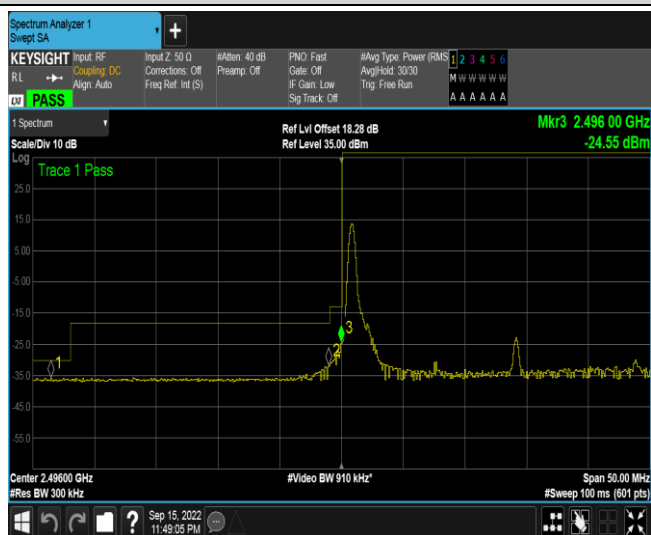 Spectrum Analyzer 1
Swept SA
+
KEYSIGHT
RL
LXI PASS
Input: RF
Coupling: DC
Align: Auto
Input Z: 50 Ω
Corrections: Off
Freq Ref: Int (S)
#Atten: 40 dB
Preamp: Off
PNO: Fast
Gate: Off
IF Gain: Low
Sig Track: Off
#Avg Type: Power (RMS
Avg|Hold: 30/30
Trig: Free Run
1 2 3 4 5 6
M W W W W W
A A A A A A
1 Spectrum
Scale/Div 10 dB
Ref Lvl Offset 18.28 dB
Ref Level 35.00 dBm
Mkr3 2.496 00 GHz
-24.55 dBm
Log
Trace 1 Pass
25.0
15.0
5.00
-5.00
-15.0
-25.0
-35.0
-45.0
-55.0
1
2
3
Center 2.49600 GHz
#Res BW 300 kHz
#Video BW 910 kHz*
Span 50.00 MHz
#Sweep 100 ms (601 pts)
?
Sep 15, 2022
11:49:05 PM